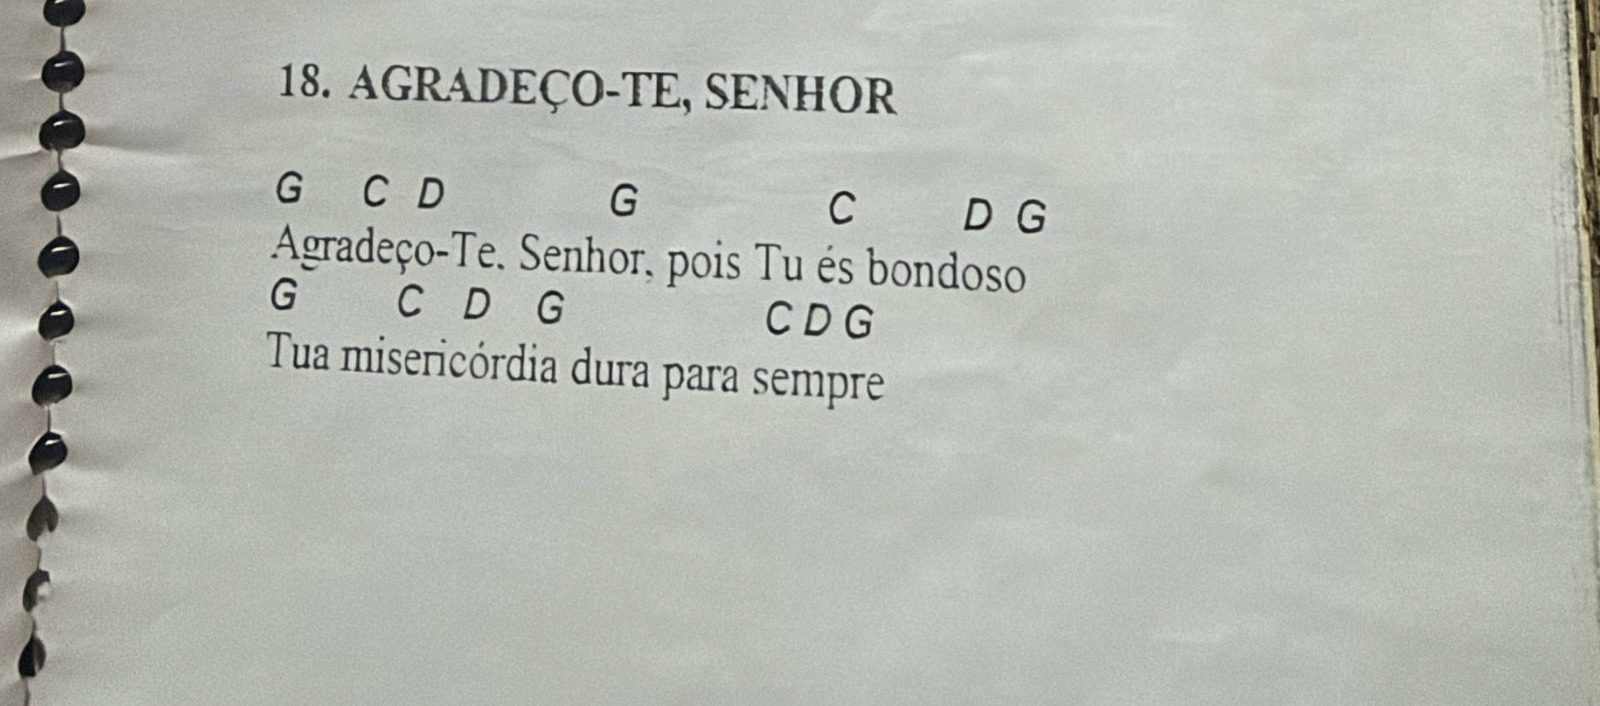 18. AGRADEÇO-TE, SENHOR
G C D G C D G
Agradeço-Te. Senhor, pois Tu és bondoso
G C D G C D G
Tua misericórdia dura para sempre